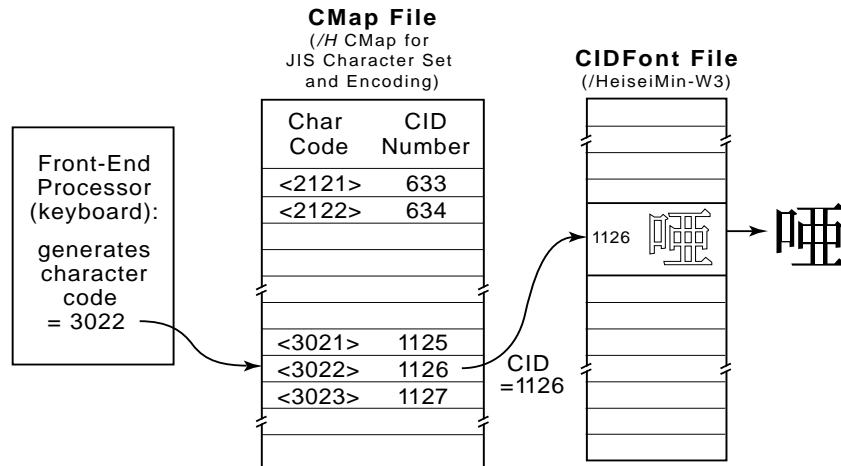 CMap File
(/H CMap for
JIS Character Set
and Encoding)
CIDFont File
(/HeiseiMin-W3)
Front-End
Processor
(keyboard):
generates
character
code
= 3022
Char Code CID Number
<2121> 633
<2122> 634
<3021> 1125
<3022> 1126
<3023> 1127
CID
=1126
1126 唖
唖